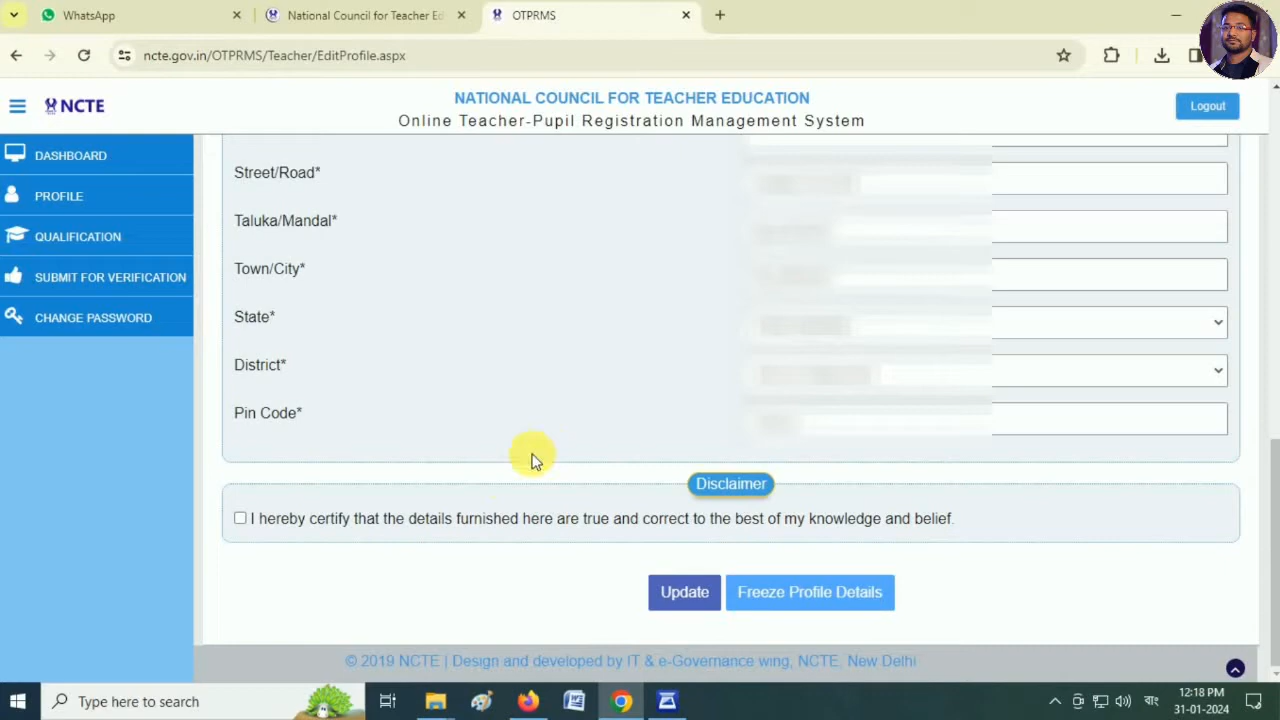 WhatsApp
National Council for Teacher Ed
OTPRMS
ncte.gov.in/OTPRMS/Teacher/EditProfile.aspx
NCTE
NATIONAL COUNCIL FOR TEACHER EDUCATION
Online Teacher-Pupil Registration Management System
Logout
DASHBOARD
PROFILE
QUALIFICATION
SUBMIT FOR VERIFICATION
CHANGE PASSWORD
Street/Road*
Taluka/Mandal*
Town/City*
State*
District*
Pin Code*
Disclaimer
I hereby certify that the details furnished here are true and correct to the best of my knowledge and belief.
Update
Freeze Profile Details
© 2019 NCTE | Design and developed by IT & e-Governance wing, NCTE, New Delhi
Type here to search
বাং
12:18 PM
31-01-2024